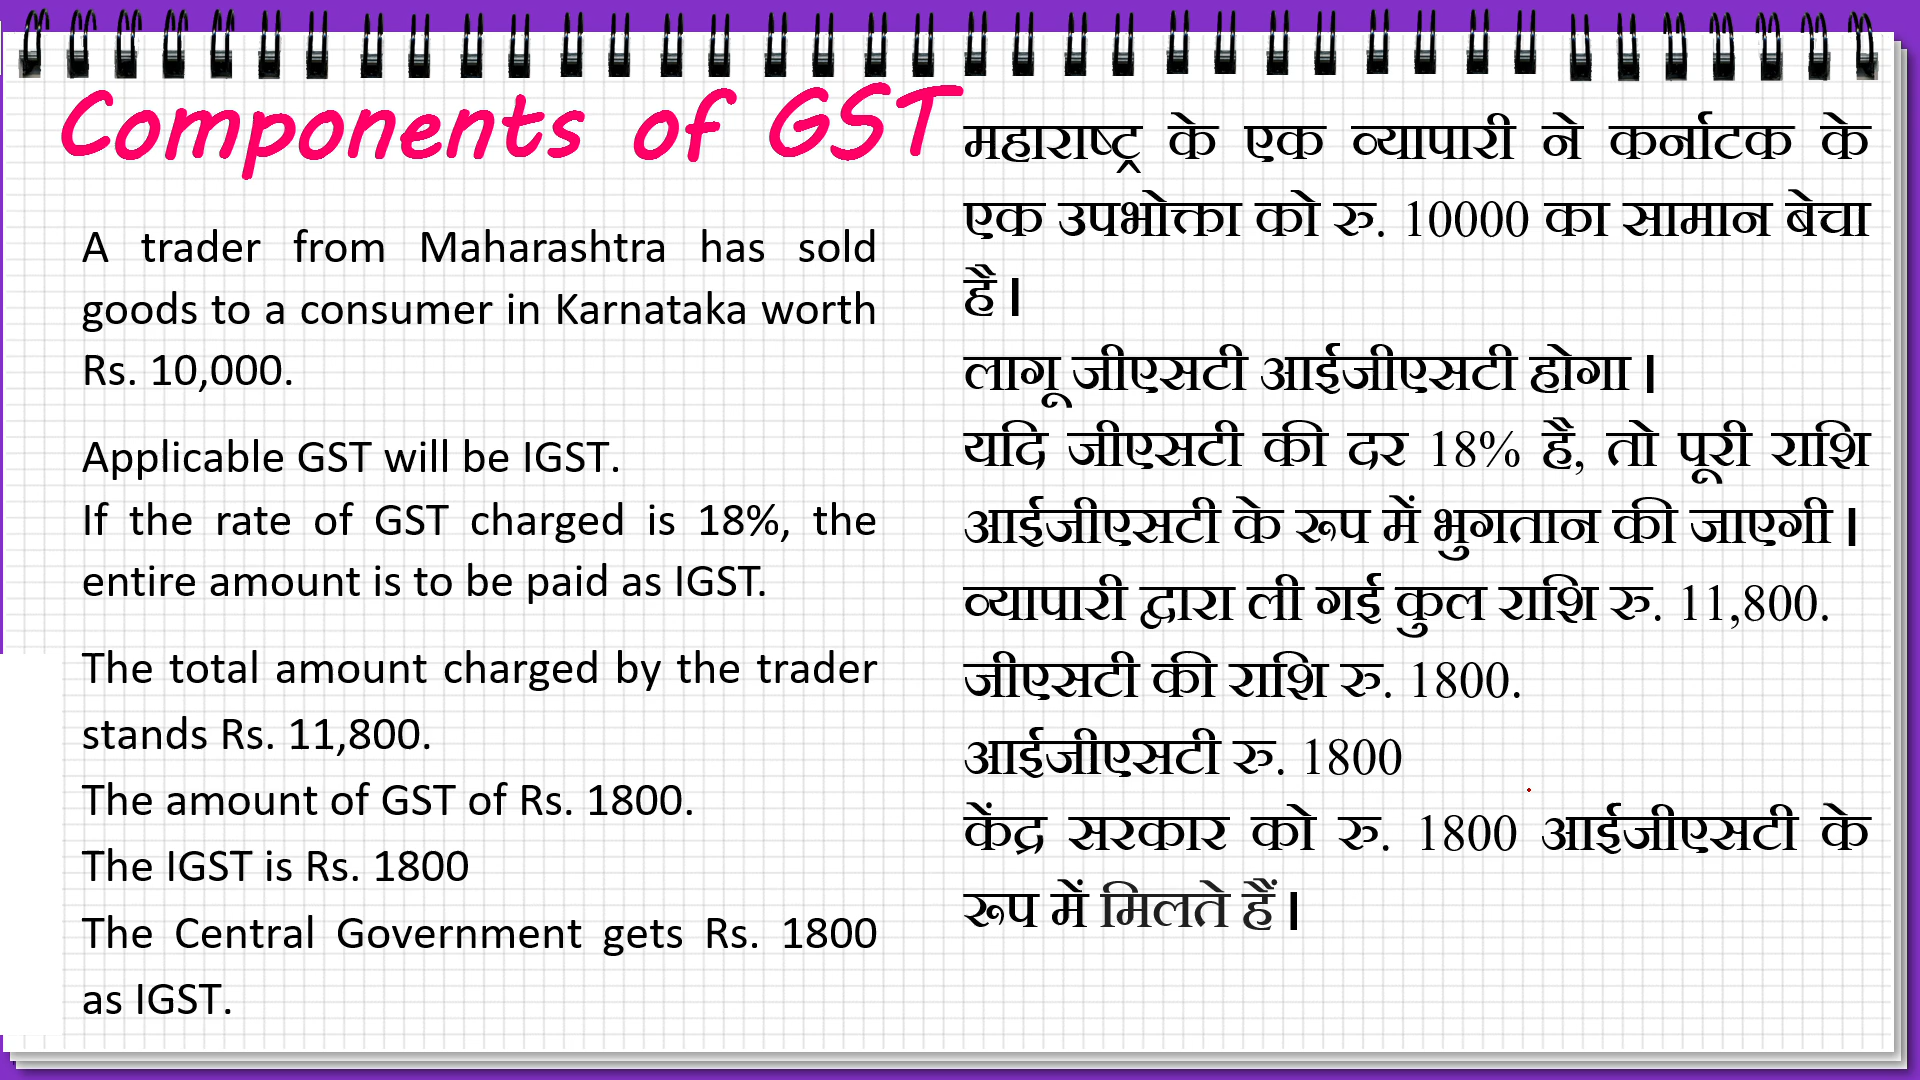 Components of GST
A trader from Maharashtra has sold
goods to a consumer in Karnataka worth
Rs. 10,000.
Applicable GST will be IGST.
If the rate of GST charged is 18%, the
entire amount is to be paid as IGST.
The total amount charged by the trader
stands Rs. 11,800.
The amount of GST of Rs. 1800.
The IGST is Rs. 1800
The Central Government gets Rs. 1800
as IGST.
महाराष्ट्र के एक व्यापारी ने कर्नाटक के
एक उपभोक्ता को रु. 10000 का सामान बेचा
है।
लागू जीएसटी आईजीएसटी होगा।
यदि जीएसटी की दर 18% है, तो पूरी राशि
आईजीएसटी के रूप में भुगतान की जाएगी।
व्यापारी द्वारा ली गई कुल राशि रु. 11,800.
जीएसटी की राशि रु. 1800.
आईजीएसटी रु. 1800
केंद्र सरकार को रु. 1800 आईजीएसटी के
रूप में मिलते हैं।